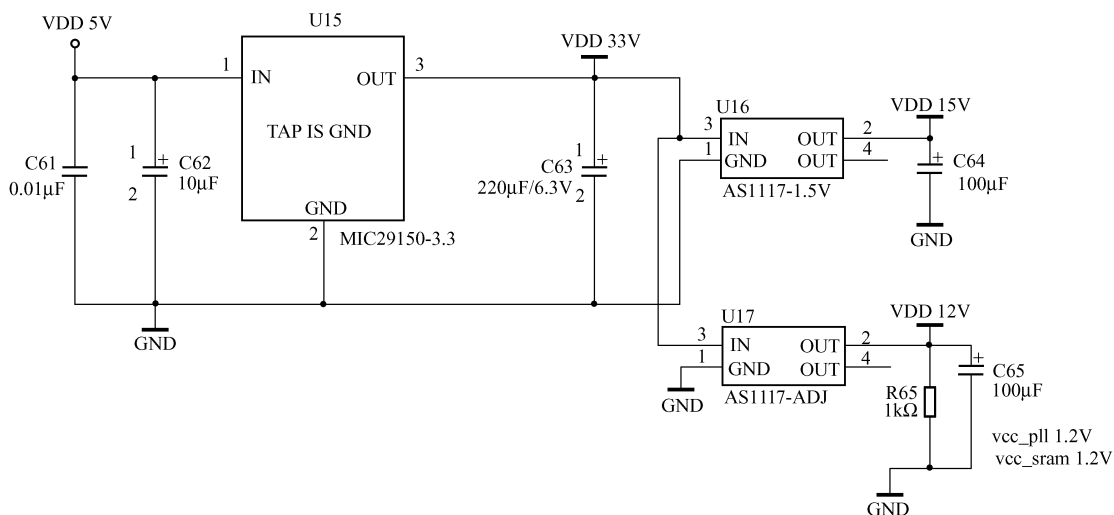 VDD 5V
U15
VDD 33V
1
IN
OUT
3
TAP IS GND
GND
2
MIC29150-3.3
C61
0.01μF
1
+
C62
10μF
2
GND
1
+
C63
220μF/6.3V
2
U16
3
IN
OUT
2
1
GND
OUT
4
AS1117-1.5V
VDD 15V
+
C64
100μF
GND
U17
3
IN
OUT
2
1
GND
OUT
4
AS1117-ADJ
GND
VDD 12V
+
C65
100μF
R65
1kΩ
vcc_pll 1.2V
vcc_sram 1.2V
GND